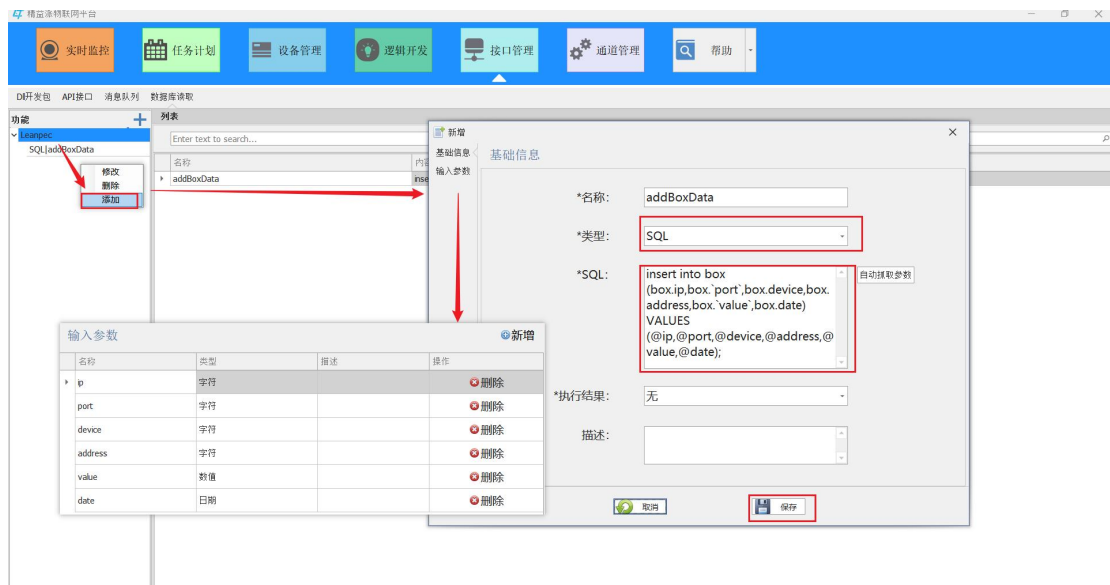 精益涤物联网平台
实时监控
任务计划
设备管理
逻辑开发
接口管理
通道管理
帮助
DI开发包 API接口 消息队列 数据库读取
功能
列表
Leanpec
SQL|addBoxData
修改
删除
添加
Enter text to search...
名称
内容
addBoxData
inse
新增
基础信息
输入参数
基础信息
*名称: addBoxData
*类型: SQL
*SQL: insert into box
(box.ip,box.`port`,box.device,box.
address,box.`value`,box.date)
VALUES
(@ip,@port,@device,@address,@
value,@date);
自动抓取参数
*执行结果: 无
描述:
取消
保存
输入参数
新增
名称 类型 描述 操作
ip 字符 删除
port 字符 删除
device 字符 删除
address 字符 删除
value 数值 删除
date 日期 删除